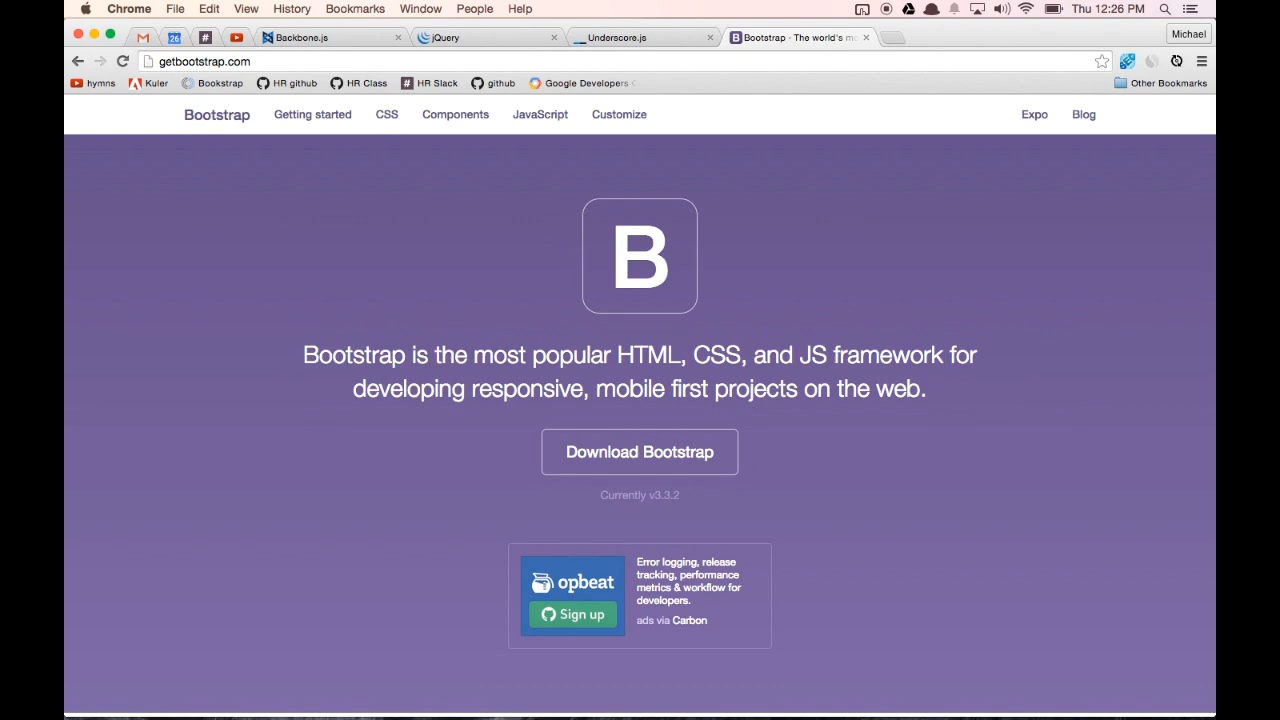 Chrome File Edit View History Bookmarks Window People Help Thu 12:26 PM
26 # Backbone.js jQuery Underscore.js B Bootstrap · The world's mo Michael
getbootstrap.com
hymns Kuler Bookstrap HR github HR Class # HR Slack github Google Developers Other Bookmarks
Bootstrap Getting started CSS Components JavaScript Customize Expo Blog
B
Bootstrap is the most popular HTML, CSS, and JS framework for
developing responsive, mobile first projects on the web.
Download Bootstrap
Currently v3.3.2
opbeat
Sign up
Error logging, release
tracking, performance
metrics & workflow for
developers.
ads via Carbon